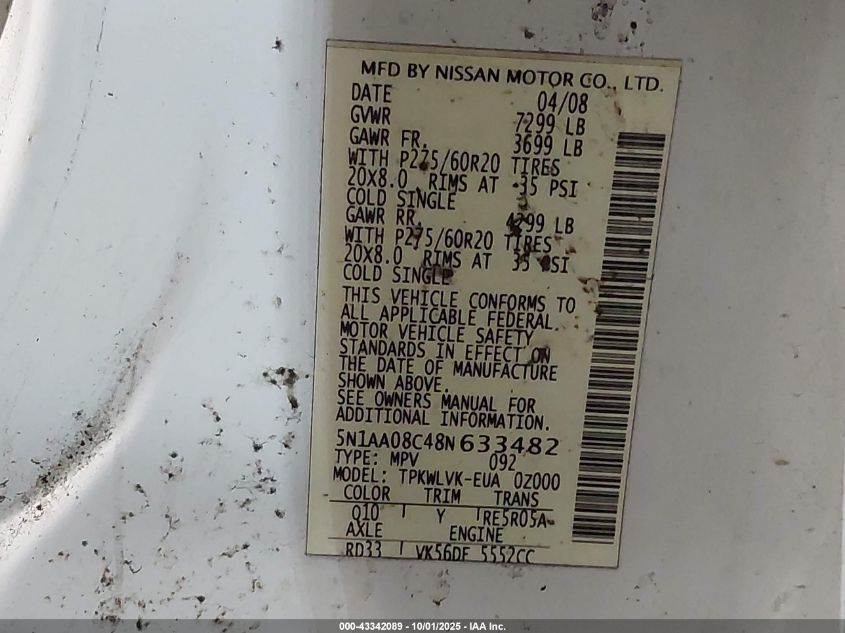 MFD BY NISSAN MOTOR CO., LTD.
DATE 04/08
GVWR 7299 LB
GAWR FR. 3699 LB
WITH P275/60R20 TIRES
20X8.0 RIMS AT 35 PSI
COLD SINGLE
GAWR RR. 4299 LB
WITH P275/60R20 TIRES
20X8.0 RIMS AT 35 PSI
COLD SINGLE
THIS VEHICLE CONFORMS TO
ALL APPLICABLE FEDERAL
MOTOR VEHICLE SAFETY
STANDARDS IN EFFECT ON
THE DATE OF MANUFACTURE
SHOWN ABOVE.
SEE OWNERS MANUAL FOR
ADDITIONAL INFORMATION.
5N1AA08C48N633482
TYPE: MPV 092
MODEL: TPKWLVK-EUA 0Z000
COLOR TRIM TRANS
Q10 Y RE5R05A
AXLE ENGINE
RD33 VK56DE 5552CC
000-43342089 - 10/01/2025 - IAA Inc.